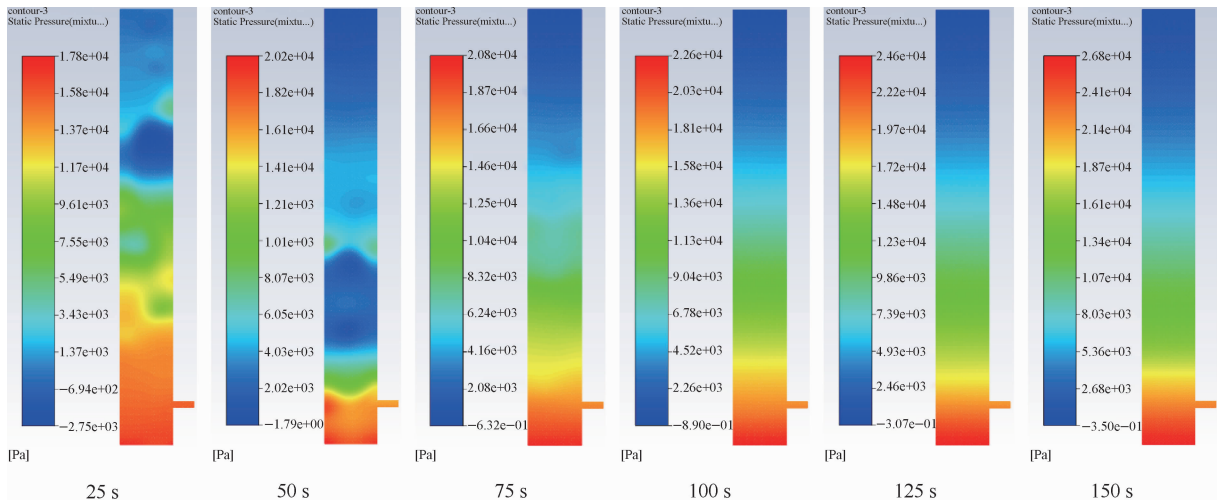 contour-3
Static Pressure(mixtu...)
1.78e+04
1.58e+04
1.37e+04
1.17e+04
9.61e+03
7.55e+03
5.49e+03
3.43e+03
1.37e+03
−6.94e+02
−2.75e+03
[Pa]
25 s
contour-3
Static Pressure(mixtu...)
2.02e+04
1.82e+04
1.61e+04
1.41e+04
1.21e+03
1.01e+03
8.07e+03
6.05e+03
4.03e+03
2.02e+03
−1.79e+00
[Pa]
50 s
contour-3
Static Pressure(mixtu...)
2.08e+04
1.87e+04
1.66e+04
1.46e+04
2.05e+04
1.04e+04
8.32e+03
6.24e+03
4.16e+03
2.08e+03
−6.32e−01
[Pa]
75 s
contour-3
Static Pressure(mixtu...)
2.26e+04
2.03e+04
1.81e+04
1.58e+04
1.36e+04
1.13e+04
9.04e+03
6.78e+03
4.52e+03
2.26e+03
−8.90e−01
[Pa]
100 s
contour-3
Static Pressure(mixtu...)
2.46e+04
2.22e+04
1.97e+04
1.72e+04
1.48e+04
1.23e+04
9.86e+03
7.39e+03
4.93e+03
2.46e+03
−3.07e−01
[Pa]
125 s
contour-3
Static Pressure(mixtu...)
2.68e+04
2.41e+04
2.14e+04
1.87e+04
1.61e+04
1.34e+04
1.07e+04
8.03e+03
5.36e+03
2.68e+03
−3.50e−01
[Pa]
150 s